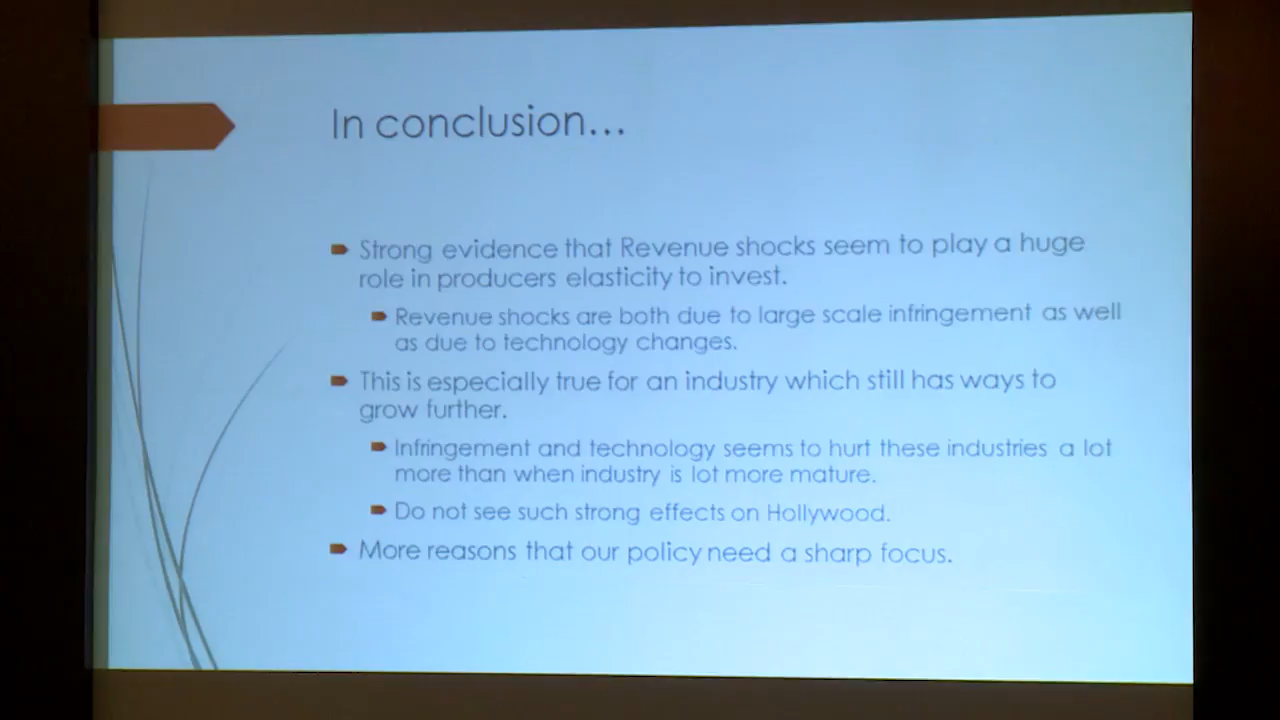 In conclusion...
Strong evidence that Revenue shocks seem to play a huge
role in producers elasticity to invest.
Revenue shocks are both due to large scale infringement as well
as due to technology changes.
This is especially true for an industry which still has ways to
grow further.
Infringement and technology seems to hurt these industries a lot
more than when industry is lot more mature.
Do not see such strong effects on Hollywood.
More reasons that our policy need a sharp focus.